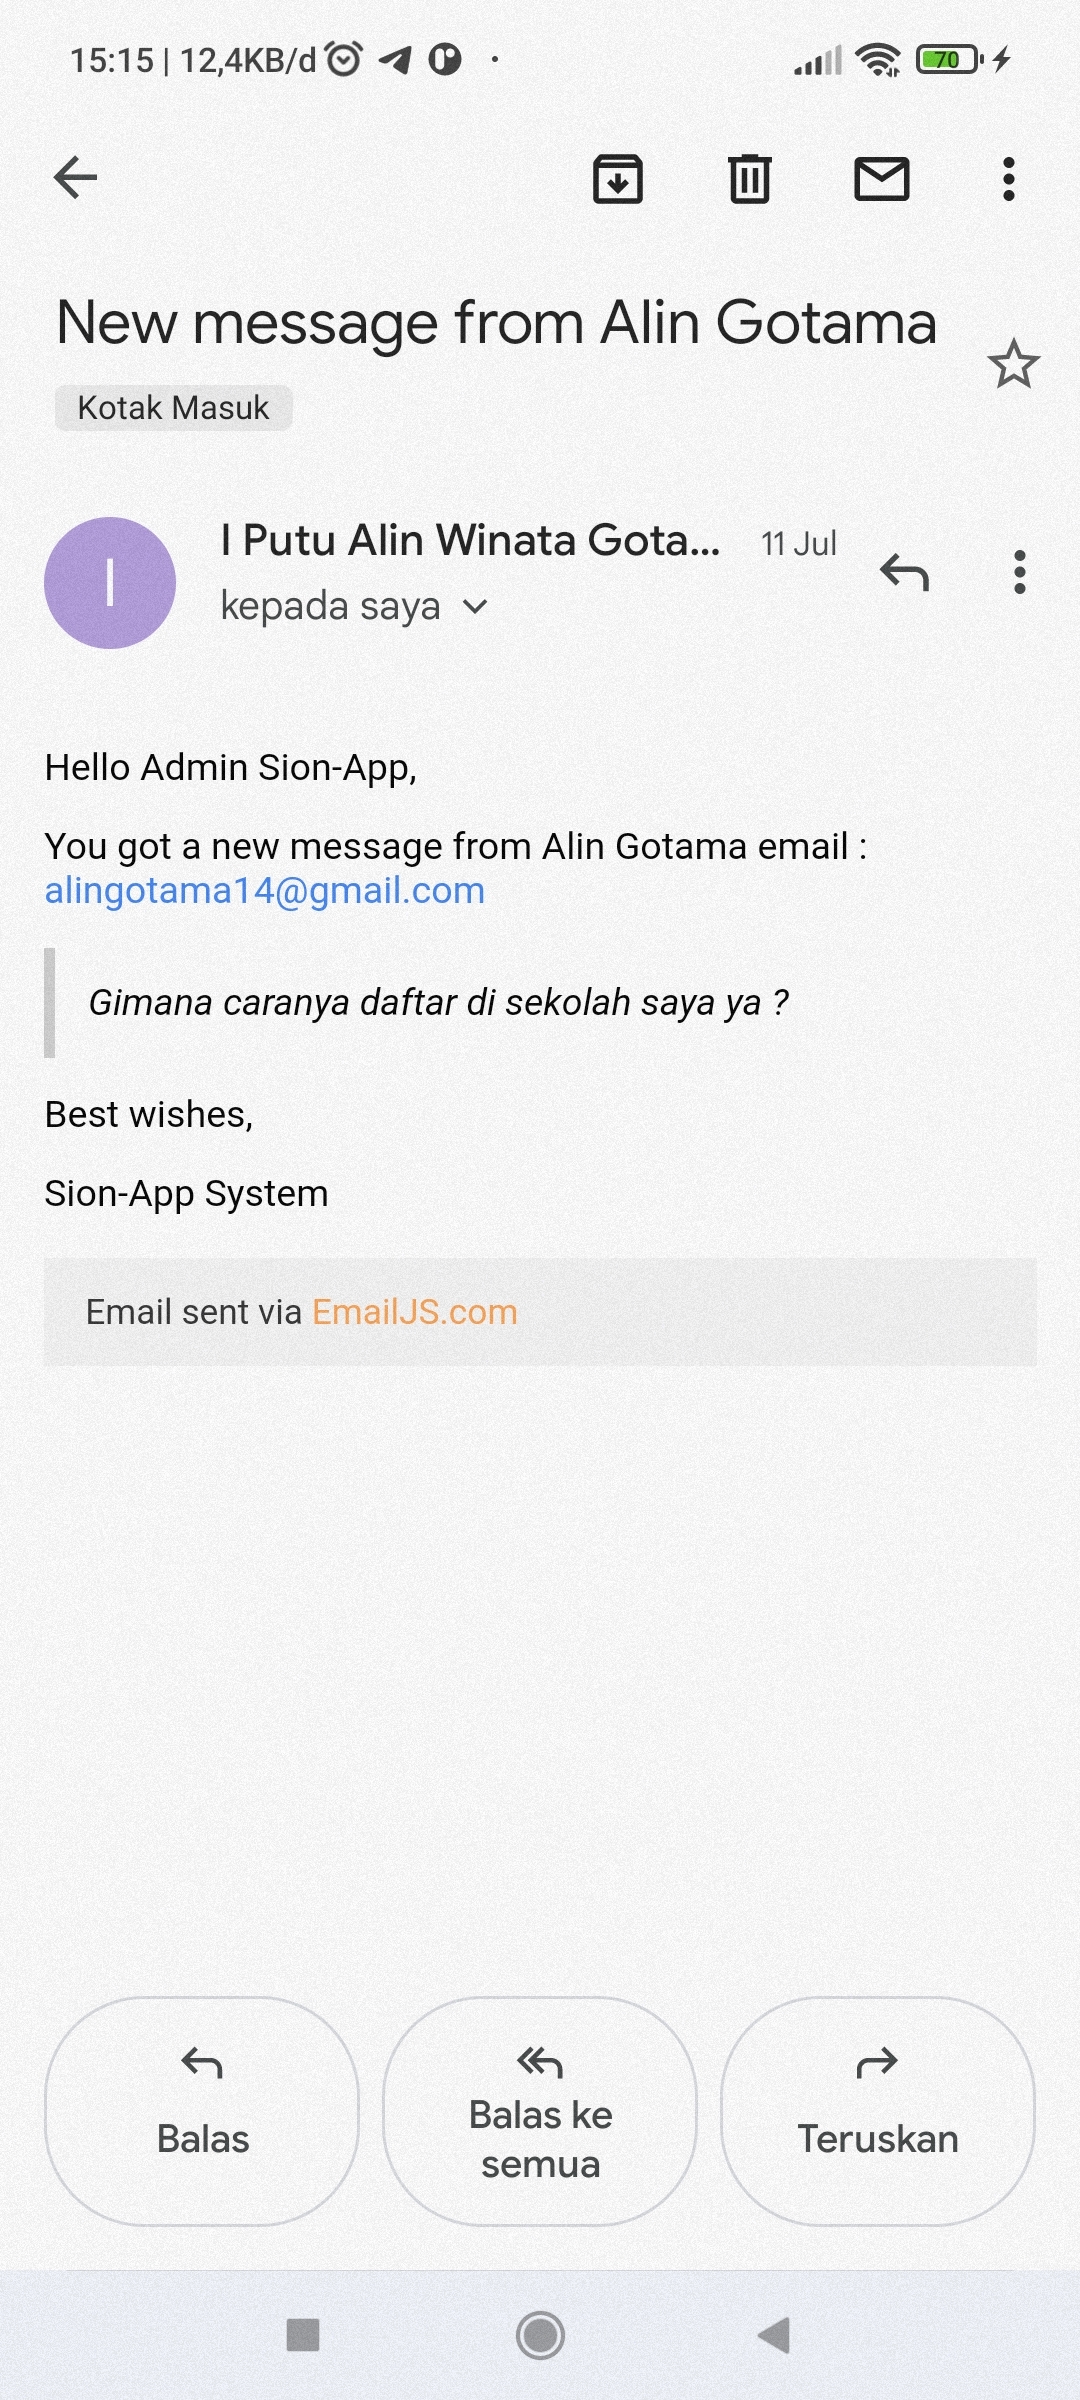 15:15 | 12,4KB/d
70
New message from Alin Gotama
Kotak Masuk
I
I Putu Alin Winata Gota...
11 Jul
kepada saya
Hello Admin Sion-App,
You got a new message from Alin Gotama email :
alingotama14@gmail.com
Gimana caranya daftar di sekolah saya ya ?
Best wishes,
Sion-App System
Email sent via EmailJS.com
Balas
Balas ke
semua
Teruskan